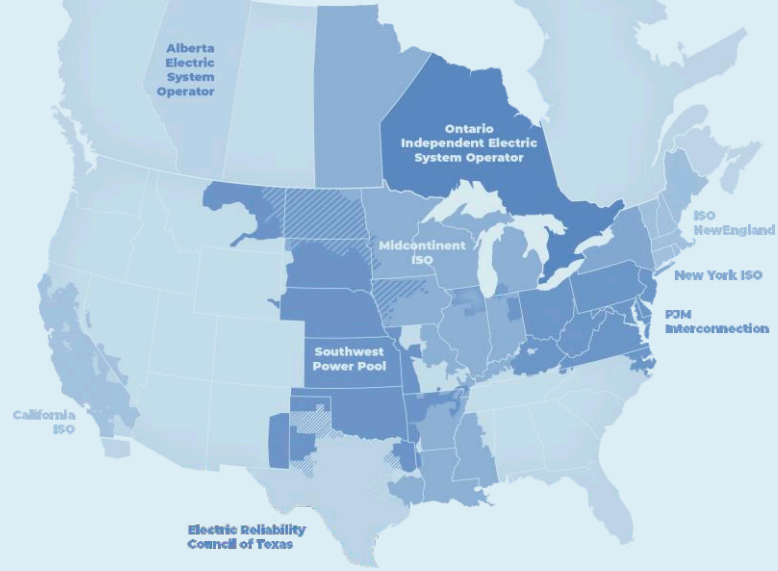 Alberta
Electric
System
Operator
Ontario
Independent Electric
System Operator
Midcontinent
ISO
ISO
NewEngland
New York ISO
PJM
Interconnection
Southwest
Power Pool
California
ISO
Electric Reliability
Council of Texas